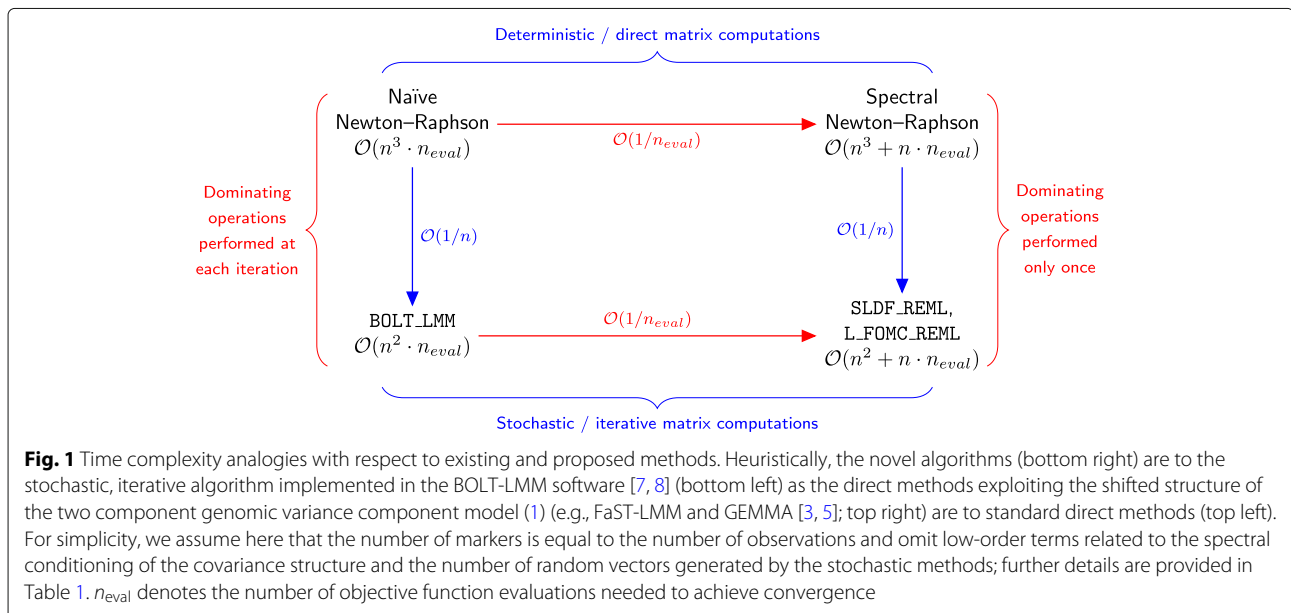 Deterministic / direct matrix computations
Naïve
Newton–Raphson
𝒪(n³ · n_eval)
𝒪(1/n_eval)
Spectral
Newton–Raphson
𝒪(n³ + n · n_eval)
Dominating
operations
performed at
each iteration
𝒪(1/n)
𝒪(1/n)
Dominating
operations
performed
only once
BOLT_LMM
𝒪(n² · n_eval)
𝒪(1/n_eval)
SLDF_REML,
L_FOMC_REML
𝒪(n² + n · n_eval)
Stochastic / iterative matrix computations
Fig. 1 Time complexity analogies with respect to existing and proposed methods. Heuristically, the novel algorithms (bottom right) are to the
stochastic, iterative algorithm implemented in the BOLT-LMM software [7, 8] (bottom left) as the direct methods exploiting the shifted structure of
the two component genomic variance component model (1) (e.g., FaST-LMM and GEMMA [3, 5]; top right) are to standard direct methods (top left).
For simplicity, we assume here that the number of markers is equal to the number of observations and omit low-order terms related to the spectral
conditioning of the covariance structure and the number of random vectors generated by the stochastic methods; further details are provided in
Table 1. n_eval denotes the number of objective function evaluations needed to achieve convergence